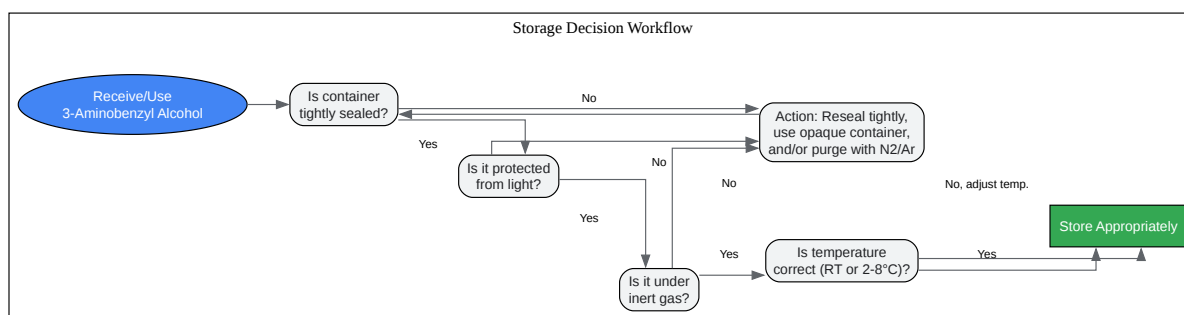 Storage Decision Workflow
Receive/Use
3-Aminobenzyl Alcohol
Is container
tightly sealed?
No
Action: Reseal tightly,
use opaque container,
and/or purge with N2/Ar
Yes
Is it protected
from light?
No
No
No, adjust temp.
Yes
Store Appropriately
Is it under
inert gas?
Yes
Is temperature
correct (RT or 2-8°C)?
Yes